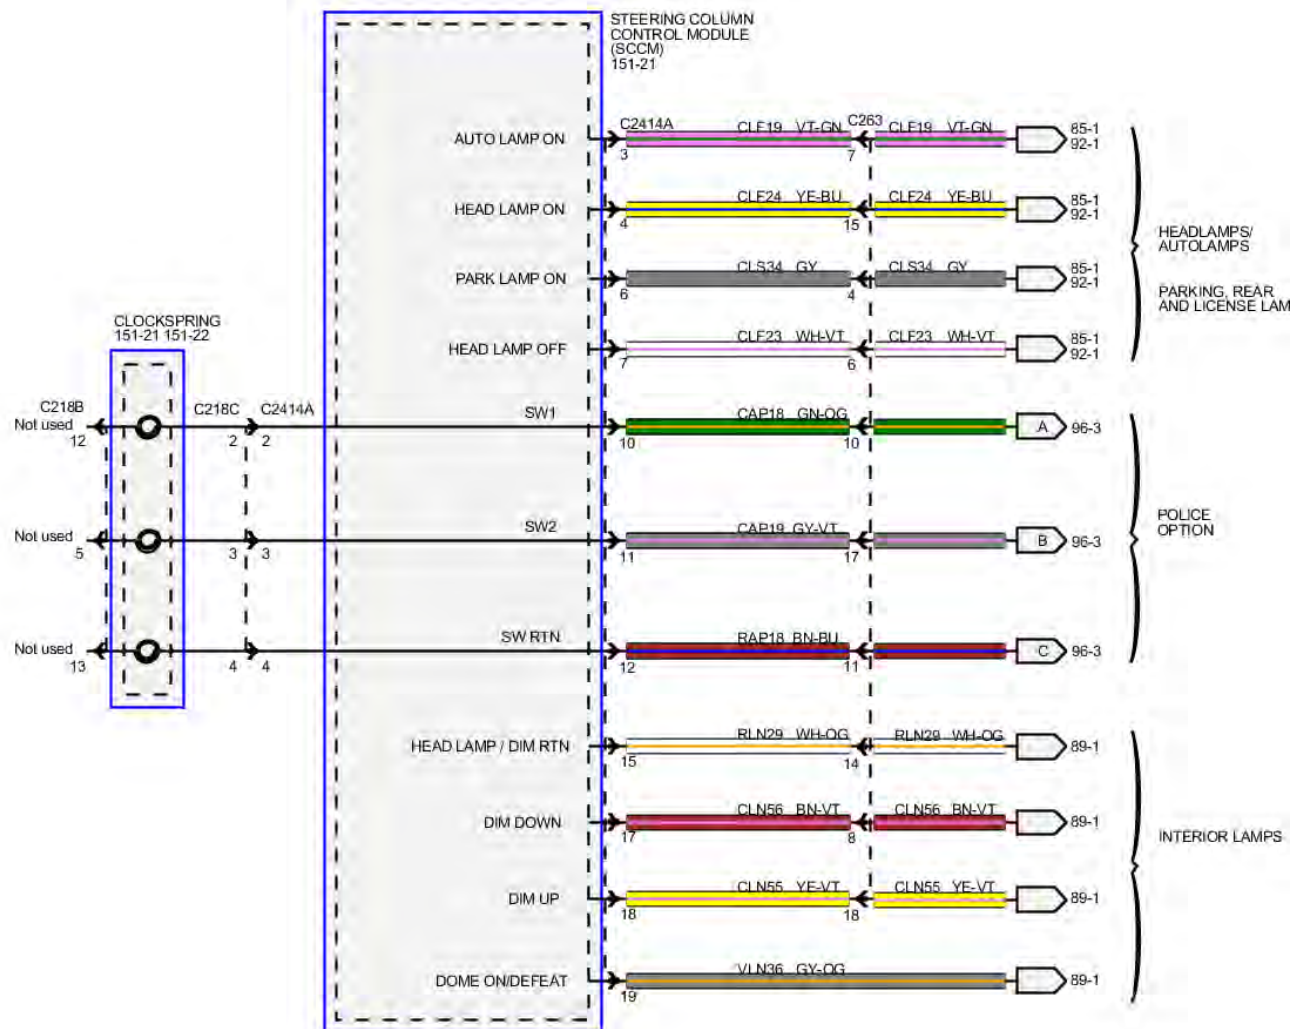 STEERING COLUMN
CONTROL MODULE
(SCCM)
151-21
AUTO LAMP ON
C2414A
3
CLF19 VT-GN
C263
7
CLF19 VT-GN
85-1
92-1
HEAD LAMP ON
4
CLF24 YE-BU
15
CLF24 YE-BU
85-1
92-1
HEADLAMPS/
AUTOLAMPS
PARK LAMP ON
6
CLS34 GY
4
CLS34 GY
85-1
92-1
PARKING, REAR
AND LICENSE LAM
CLOCKSPRING
151-21 151-22
HEAD LAMP OFF
7
CLF23 WH-VT
6
CLF23 WH-VT
85-1
92-1
C218B
Not used
12
C218C
2
C2414A
2
SW1
10
CAP18 GN-OG
10
A
96-3
Not used
5
3
3
SW2
11
CAP19 GY-VT
17
B
96-3
POLICE
OPTION
Not used
13
4
4
SW RTN
12
RAP18 BN-BU
11
C
96-3
HEAD LAMP / DIM RTN
15
RLN29 WH-OG
14
RLN29 WH-OG
89-1
DIM DOWN
17
CLN56 BN-VT
8
CLN56 BN-VT
89-1
INTERIOR LAMPS
DIM UP
18
CLN55 YE-VT
18
CLN55 YE-VT
89-1
DOME ON/DEFEAT
19
VLN36 GY-OG
89-1